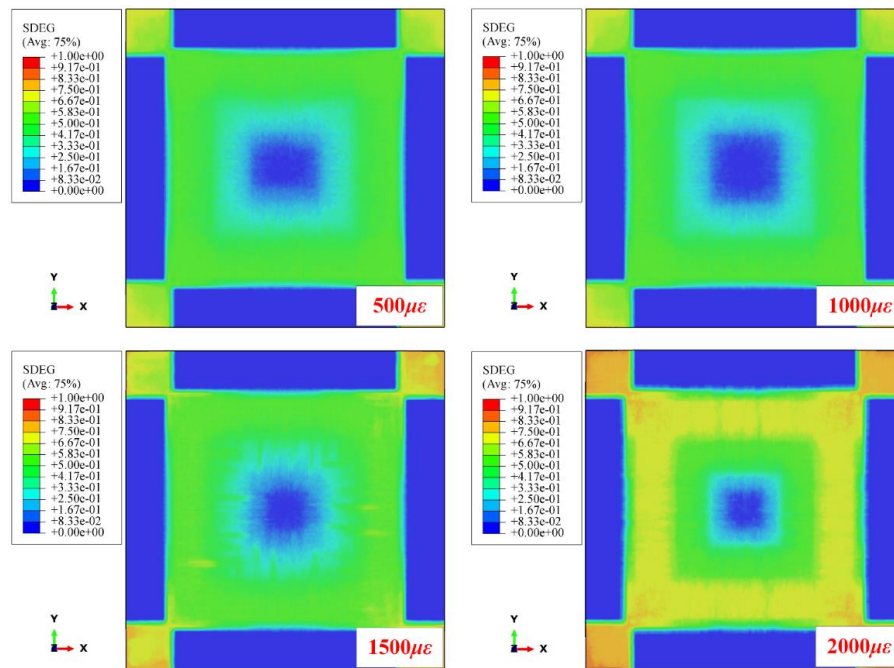 SDEG
(Avg: 75%)
+1.00e+00
+9.17e-01
+8.33e-01
+7.50e-01
+6.67e-01
+5.83e-01
+5.00e-01
+4.17e-01
+3.33e-01
+2.50e-01
+1.67e-01
+8.33e-02
+0.00e+00
Y
Z X
500με
SDEG
(Avg: 75%)
+1.00e+00
+9.17e-01
+8.33e-01
+7.50e-01
+6.67e-01
+5.83e-01
+5.00e-01
+4.17e-01
+3.33e-01
+2.50e-01
+1.67e-01
+8.33e-02
+0.00e+00
Y
Z X
1000με
SDEG
(Avg: 75%)
+1.00e+00
+9.17e-01
+8.33e-01
+7.50e-01
+6.67e-01
+5.83e-01
+5.00e-01
+4.17e-01
+3.33e-01
+2.50e-01
+1.67e-01
+8.33e-02
+0.00e+00
Y
Z X
1500με
SDEG
(Avg: 75%)
+1.00e+00
+9.17e-01
+8.33e-01
+7.50e-01
+6.67e-01
+5.83e-01
+5.00e-01
+4.17e-01
+3.33e-01
+2.50e-01
+1.67e-01
+8.33e-02
+0.00e+00
Y
Z X
2000με